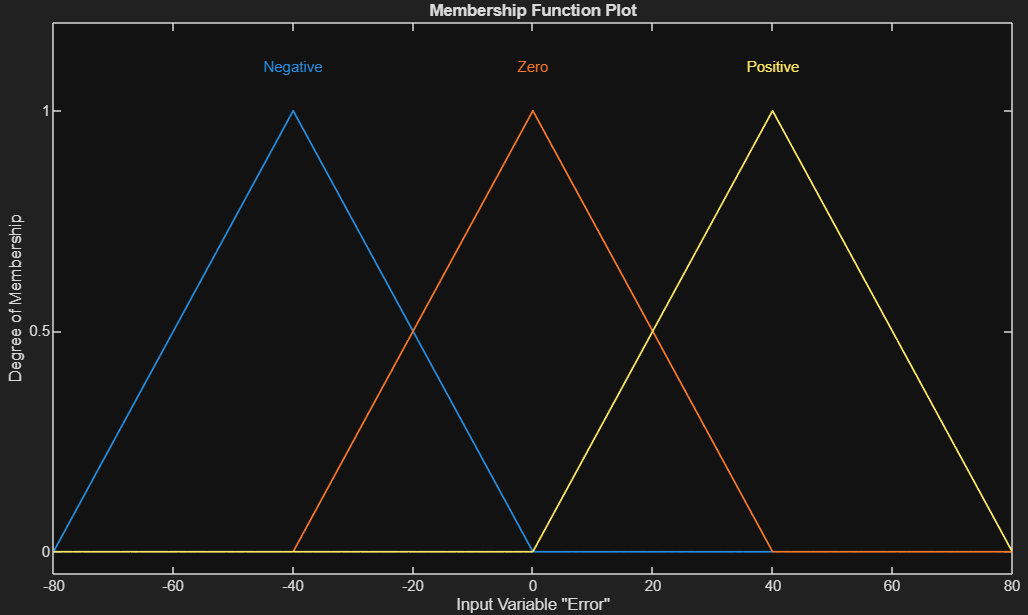 Membership Function Plot
Negative Zero Positive
1
0.5
0
Degree of Membership
-80 -60 -40 -20 0 20 40 60 80
Input Variable "Error"